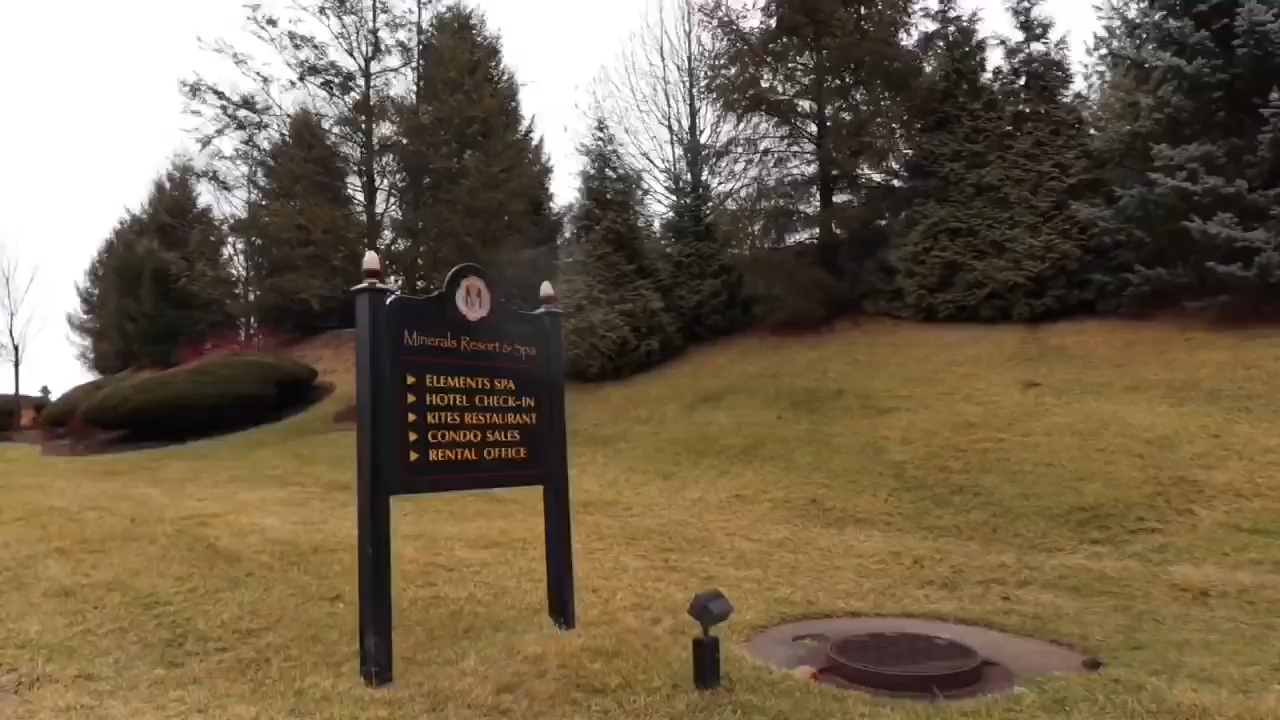 M
Minerals Resort & Spa
ELEMENTS SPA
HOTEL CHECK-IN
KITES RESTAURANT
CONDO SALES
RENTAL OFFICE